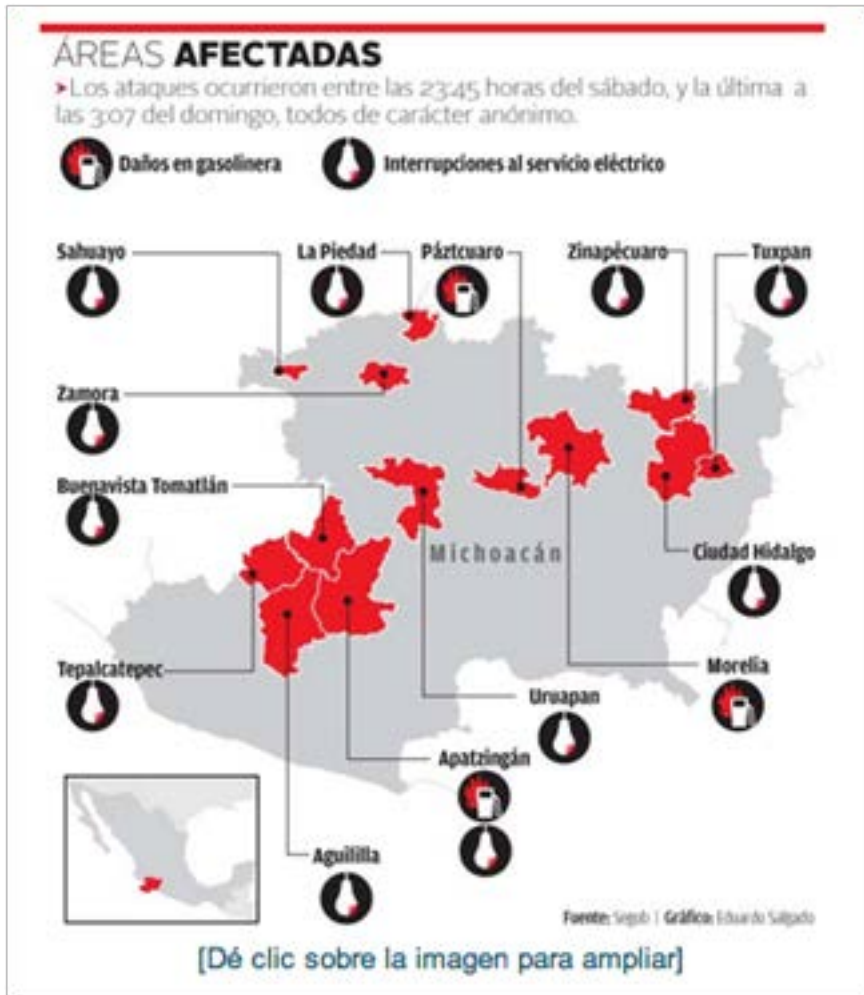 ÁREAS AFECTADAS
➤Los ataques ocurrieron entre las 23:45 horas del sábado, y la última a
las 3:07 del domingo, todos de carácter anónimo.
Daños en gasolinera
Interrupciones al servicio eléctrico
Sahuayo
La Piedad
Páztcuaro
Zinapécuaro
Tuxpan
Zamora
Buenavista Tomatlán
Michoacán
Ciudad Hidalgo
Tepalcatepec
Morelia
Uruapan
Apatzingán
Aguililla
Fuente: Segob | Gráfico: Eduardo Salgado
[Dé clic sobre la imagen para ampliar]